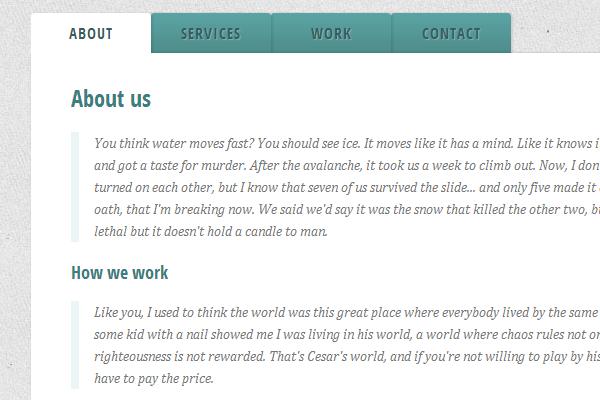 ABOUT SERVICES WORK CONTACT
About us
You think water moves fast? You should see ice. It moves like it has a mind. Like it knows i
and got a taste for murder. After the avalanche, it took us a week to climb out. Now, I don
turned on each other, but I know that seven of us survived the slide... and only five made it
oath, that I'm breaking now. We said we'd say it was the snow that killed the other two, b
lethal but it doesn't hold a candle to man.
How we work
Like you, I used to think the world was this great place where everybody lived by the same
some kid with a nail showed me I was living in his world, a world where chaos rules not or
righteousness is not rewarded. That's Cesar's world, and if you're not willing to play by his
have to pay the price.